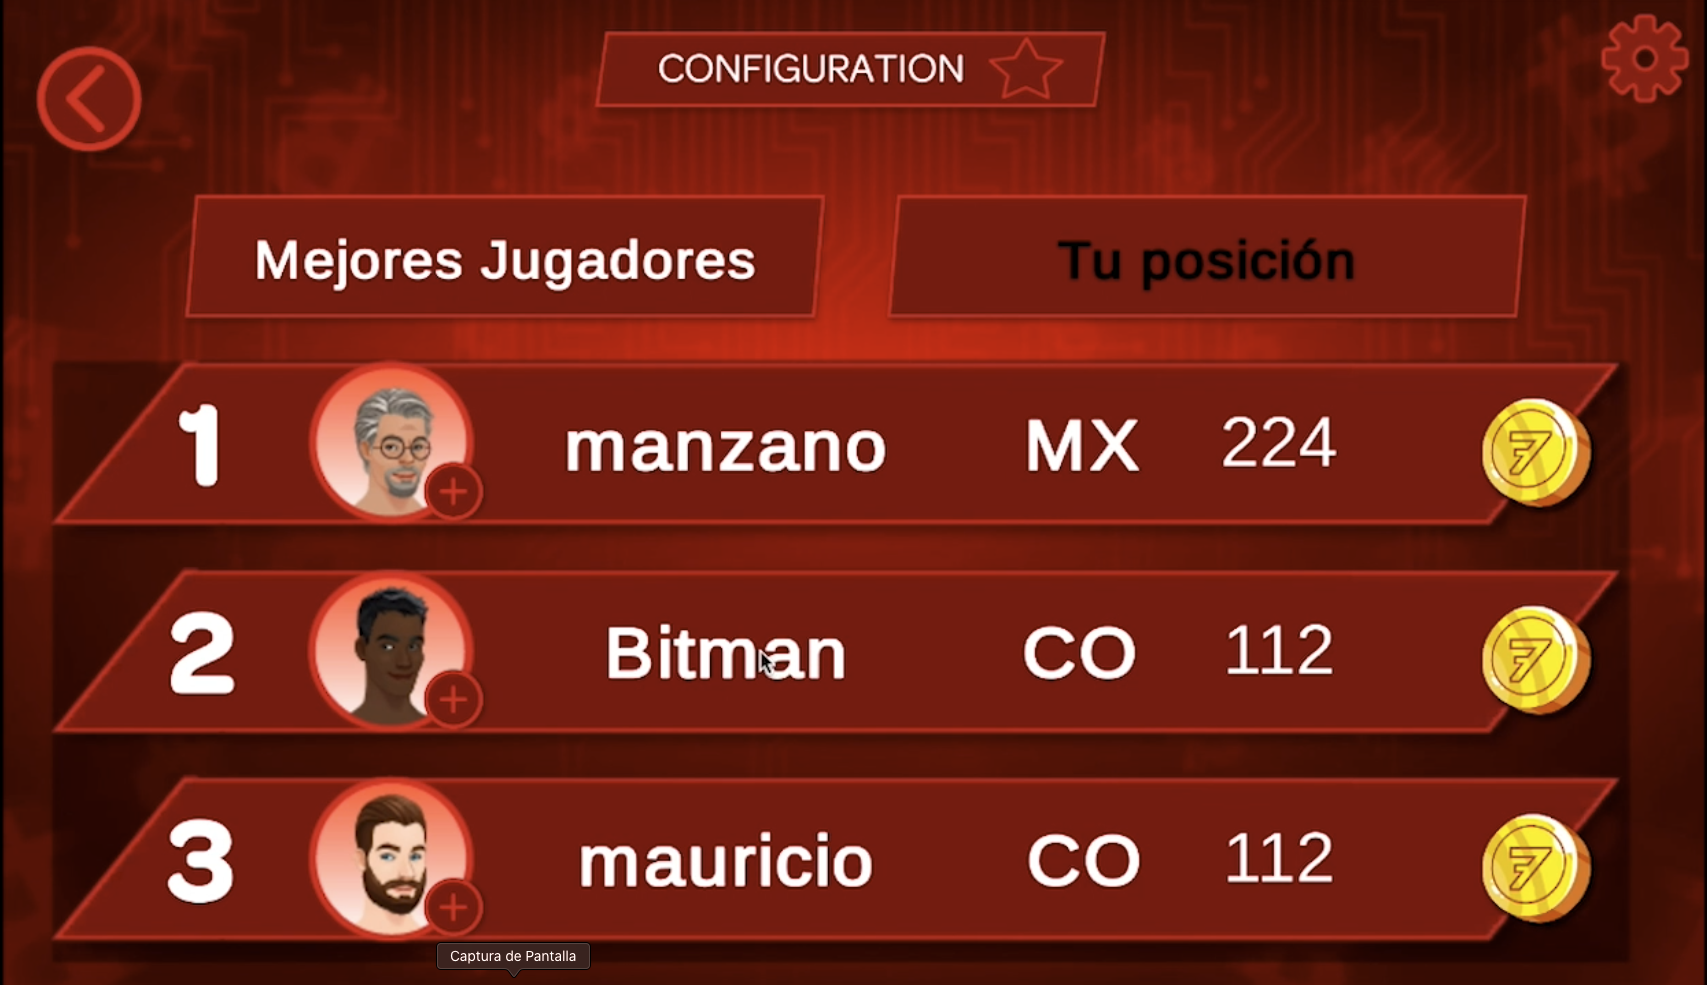 CONFIGURATION
Mejores Jugadores
Tu posición
1 manzano MX 224
2 Bitman CO 112
3 mauricio CO 112
Captura de Pantalla